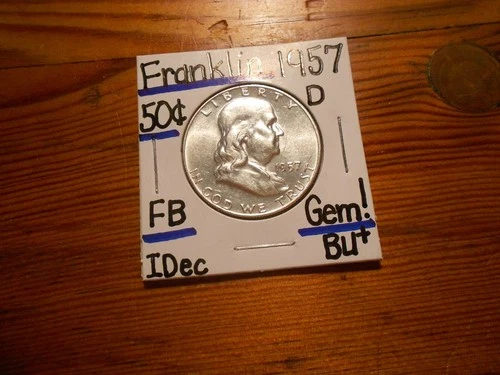 Franklin 1957
50¢ D
LIBERTY
1957
IN GOD WE TRUST
FB Gem!
IDec BU+